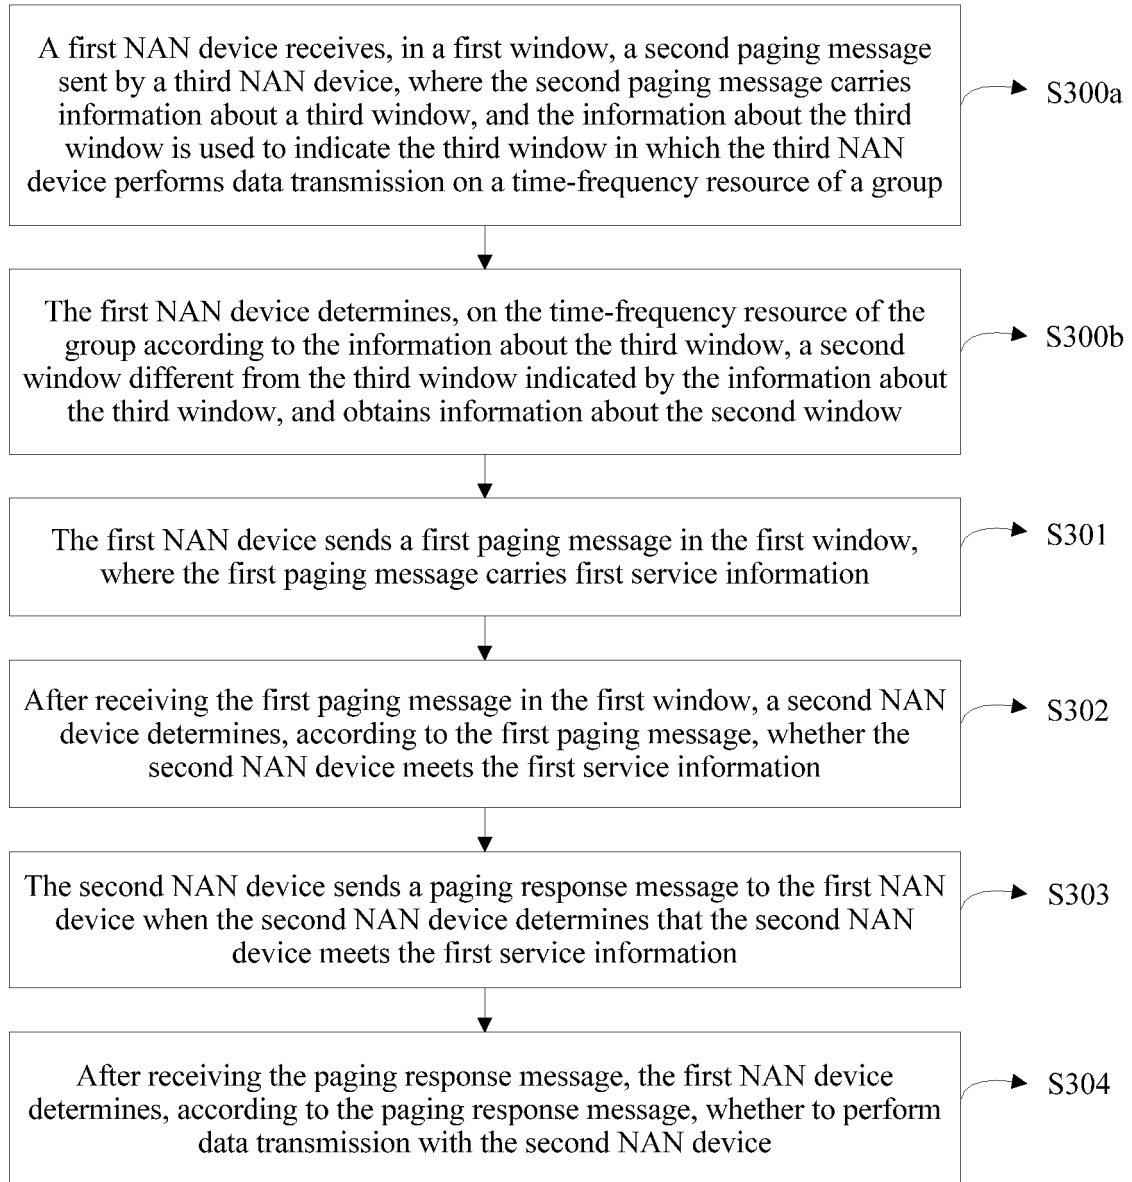 A first NAN device receives, in a first window, a second paging message
sent by a third NAN device, where the second paging message carries
information about a third window, and the information about the third
window is used to indicate the third window in which the third NAN
device performs data transmission on a time-frequency resource of a group
S300a
The first NAN device determines, on the time-frequency resource of the
group according to the information about the third window, a second
window different from the third window indicated by the information about
the third window, and obtains information about the second window
S300b
The first NAN device sends a first paging message in the first window,
where the first paging message carries first service information
S301
After receiving the first paging message in the first window, a second NAN
device determines, according to the first paging message, whether the
second NAN device meets the first service information
S302
The second NAN device sends a paging response message to the first NAN
device when the second NAN device determines that the second NAN
device meets the first service information
S303
After receiving the paging response message, the first NAN device
determines, according to the paging response message, whether to perform
data transmission with the second NAN device
S304